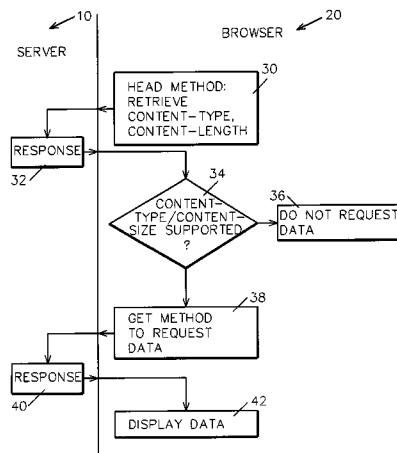 10
20
SERVER
BROWSER
30
HEAD METHOD:
RETRIEVE
CONTENT-TYPE,
CONTENT-LENGTH
RESPONSE
32
34
CONTENT-
TYPE/CONTENT-
SIZE SUPPORTED
?
36
DO NOT REQUEST
DATA
38
GET METHOD
TO REQUEST
DATA
RESPONSE
40
42
DISPLAY DATA